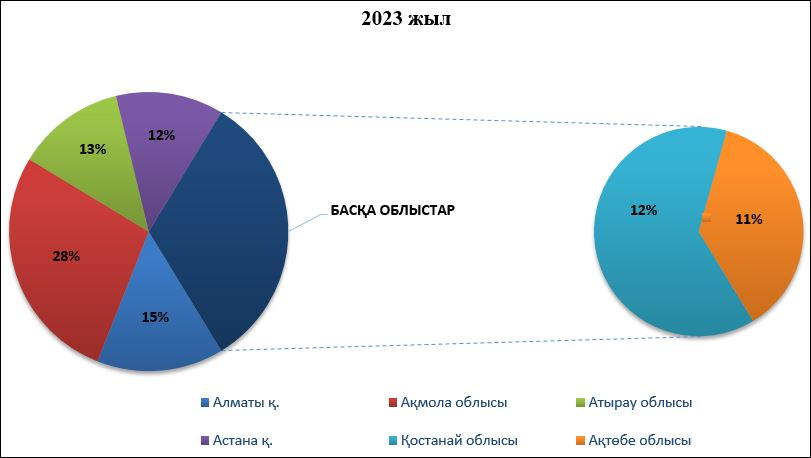 2023 жыл
12%
13%
28%
15%
БАСҚА ОБЛЫСТАР
12%
11%
Алматы қ.
Ақмола облысы
Атырау облысы
Астана қ.
Қостанай облысы
Ақтөбе облысы